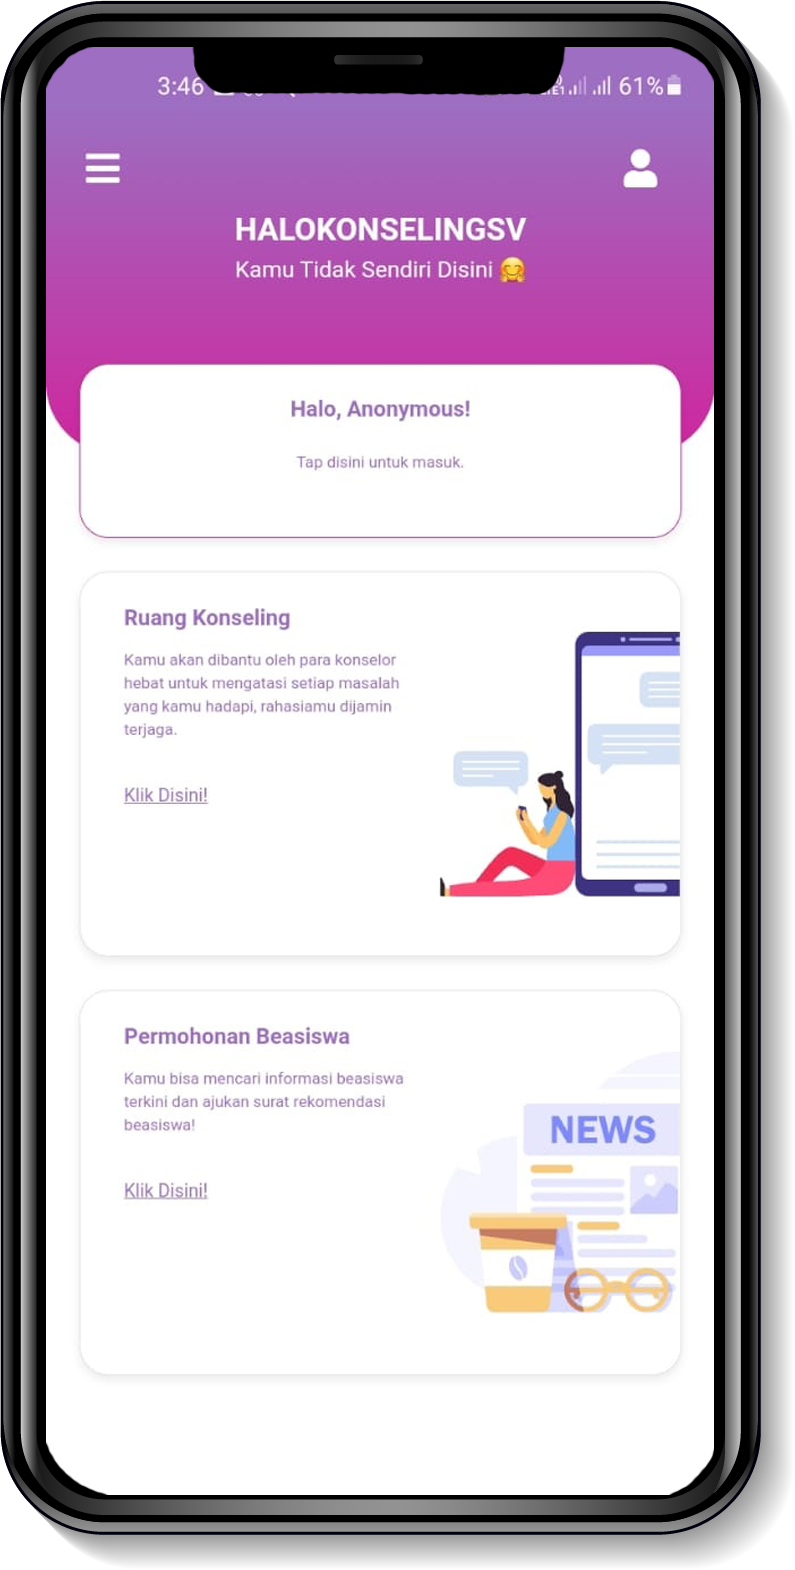 3:46
61%
HALOKONSELINGSV
Kamu Tidak Sendiri Disini 🤗
Halo, Anonymous!
Tap disini untuk masuk.
Ruang Konseling
Kamu akan dibantu oleh para konselor
hebat untuk mengatasi setiap masalah
yang kamu hadapi, rahasiamu dijamin
terjaga.
Klik Disini!
Permohonan Beasiswa
Kamu bisa mencari informasi beasiswa
terkini dan ajukan surat rekomendasi
beasiswa!
Klik Disini!
NEWS